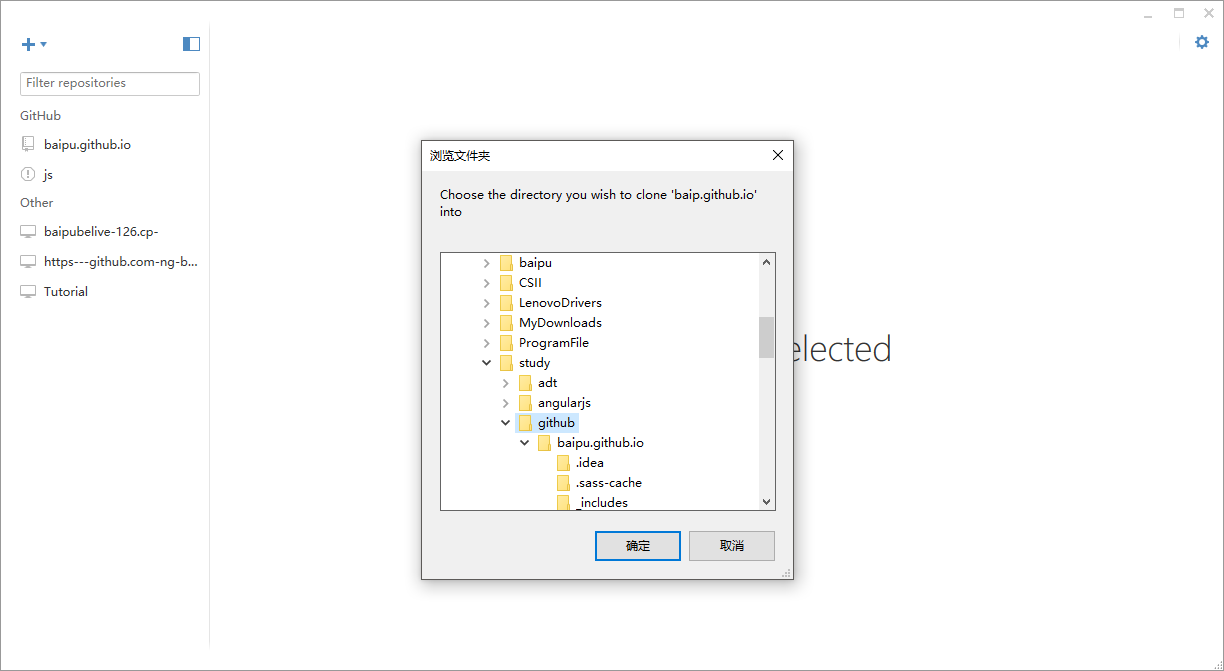 Filter repositories
GitHub
baipu.github.io
js
Other
baipubelive-126.cp-
https---github.com-ng-b...
Tutorial
浏览文件夹
Choose the directory you wish to clone 'baip.github.io'
into
baipu
CSII
LenovoDrivers
MyDownloads
ProgramFile
study
adt
angularjs
github
baipu.github.io
.idea
.sass-cache
_includes
确定
取消
elected